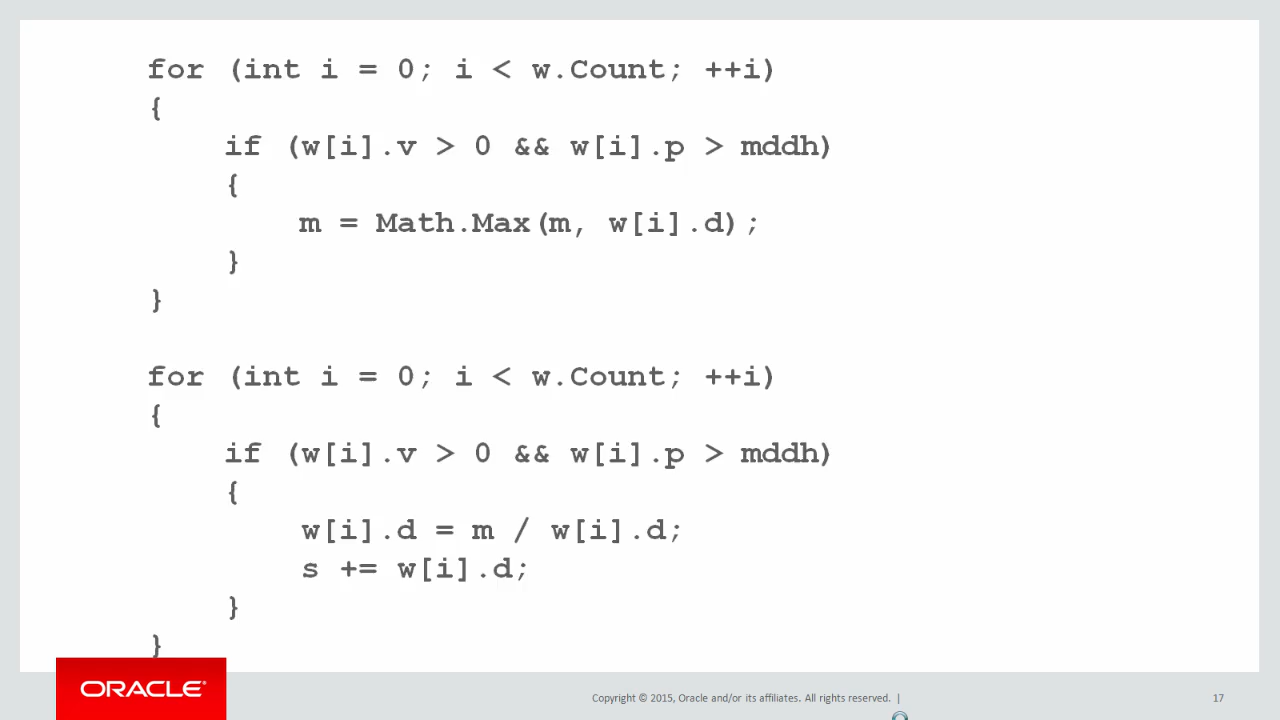 for (int i = 0; i < w.Count; ++i)
{
if (w[i].v > 0 && w[i].p > mddh)
{
m = Math.Max(m, w[i].d);
}
}
for (int i = 0; i < w.Count; ++i)
{
if (w[i].v > 0 && w[i].p > mddh)
{
w[i].d = m / w[i].d;
s += w[i].d;
}
}
ORACLE®
Copyright © 2015, Oracle and/or its affiliates. All rights reserved. |
17